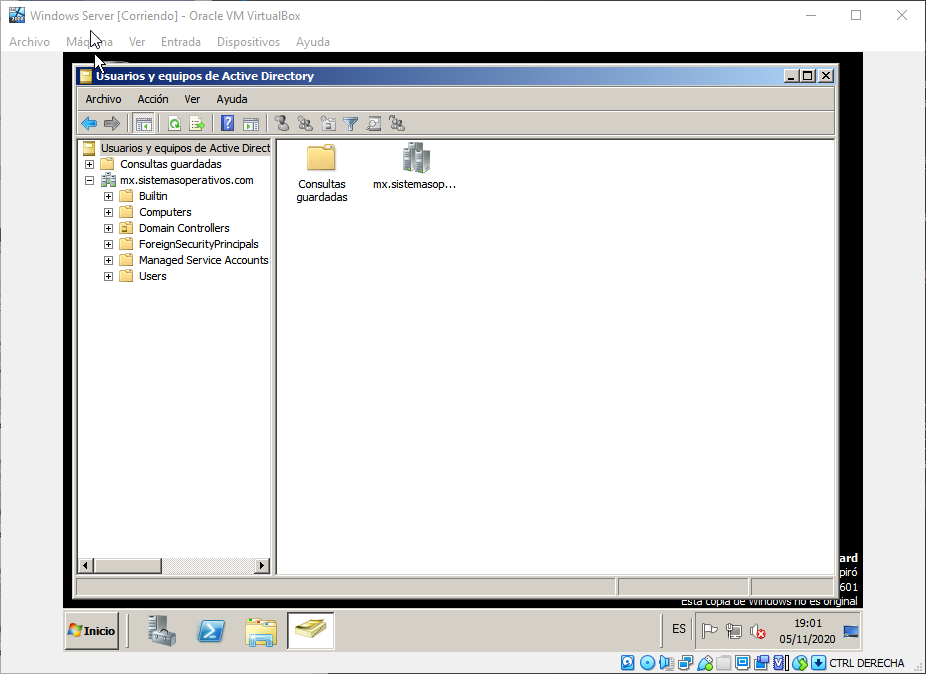 Windows Server [Corriendo] - Oracle VM VirtualBox
Archivo Máquina Ver Entrada Dispositivos Ayuda
Usuarios y equipos de Active Directory
Archivo Acción Ver Ayuda
Usuarios y equipos de Active Direct
Consultas guardadas
mx.sistemasoperativos.com
Builtin
Computers
Domain Controllers
ForeignSecurityPrincipals
Managed Service Accounts
Users
Consultas
guardadas
mx.sistemasop...
ard
piró
601
Esta copia de Windows no es original
Inicio
ES
19:01
05/11/2020
CTRL DERECHA